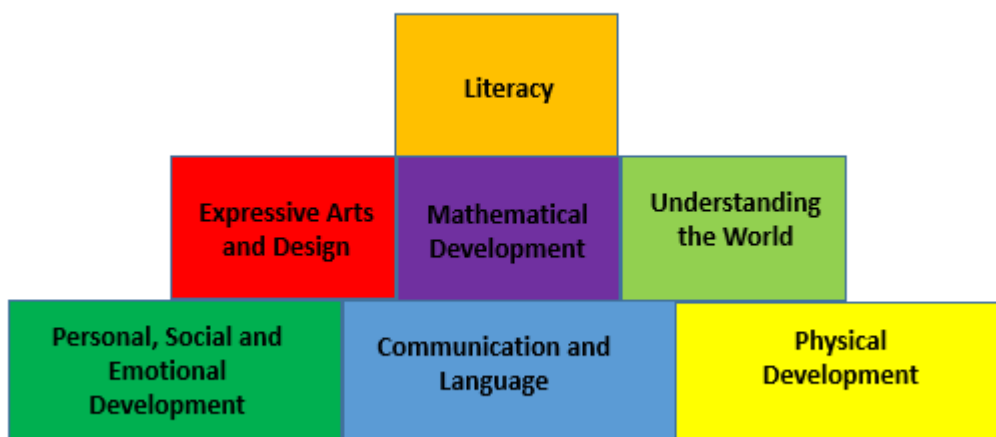 Literacy
Expressive Arts
and Design
Mathematical
Development
Understanding
the World
Personal, Social and
Emotional
Development
Communication and
Language
Physical
Development